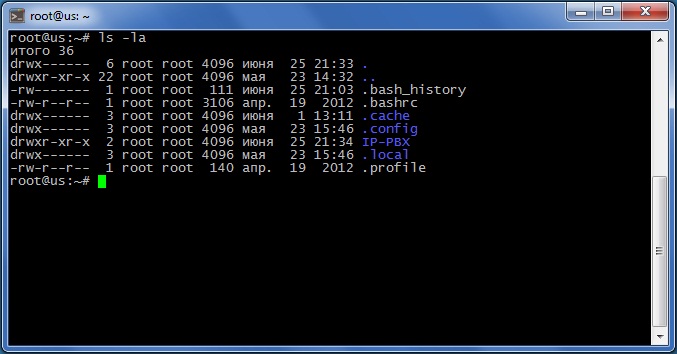 root@us: ~
root@us:~# ls -la
итого 36
drwx------  6 root root 4096 июня  25 21:33 .
drwxr-xr-x 22 root root 4096 мая   23 14:32 ..
-rw-------  1 root root  111 июня  25 21:03 .bash_history
-rw-r--r--  1 root root 3106 апр.  19  2012 .bashrc
drwx------  3 root root 4096 июня   1 13:11 .cache
drwx------  3 root root 4096 мая   23 15:46 .config
drwxr-xr-x  2 root root 4096 июня  25 21:34 IP-PBX
drwx------  3 root root 4096 мая   23 15:46 .local
-rw-r--r--  1 root root  140 апр.  19  2012 .profile
root@us:~#